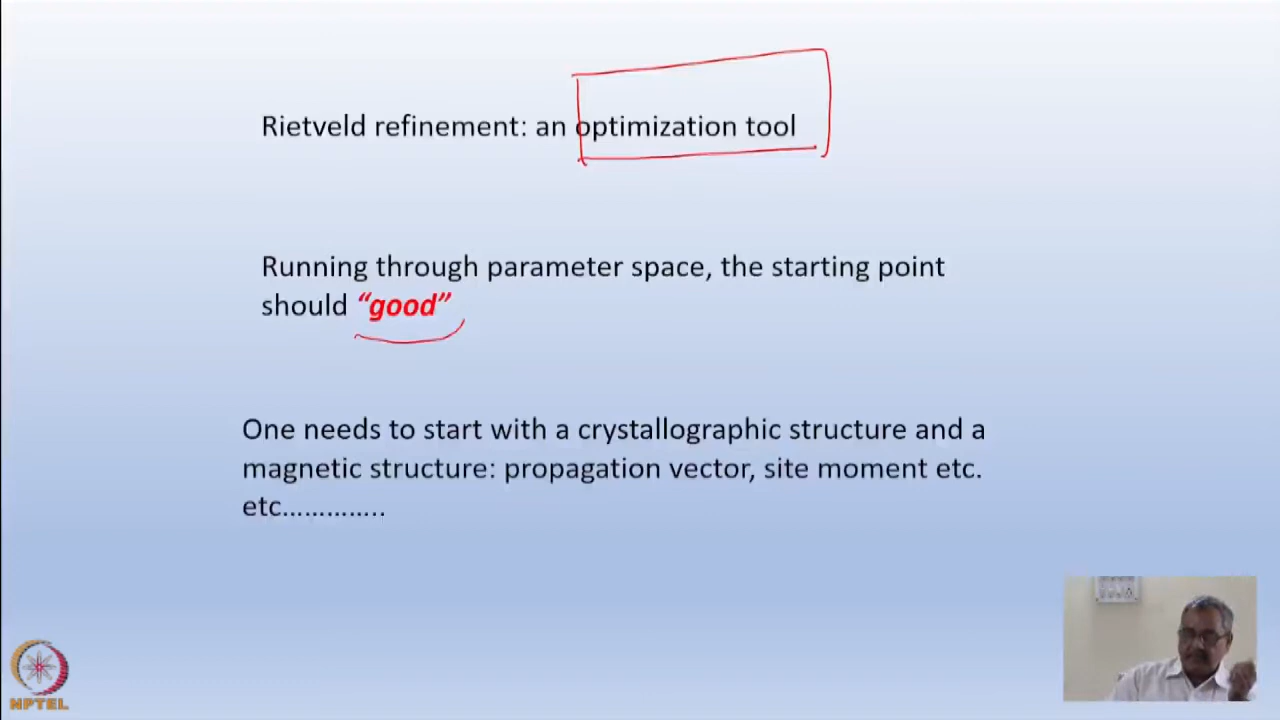 Rietveld refinement: an optimization tool
Running through parameter space, the starting point
should “good”
One needs to start with a crystallographic structure and a
magnetic structure: propagation vector, site moment etc.
etc.............
NPTEL